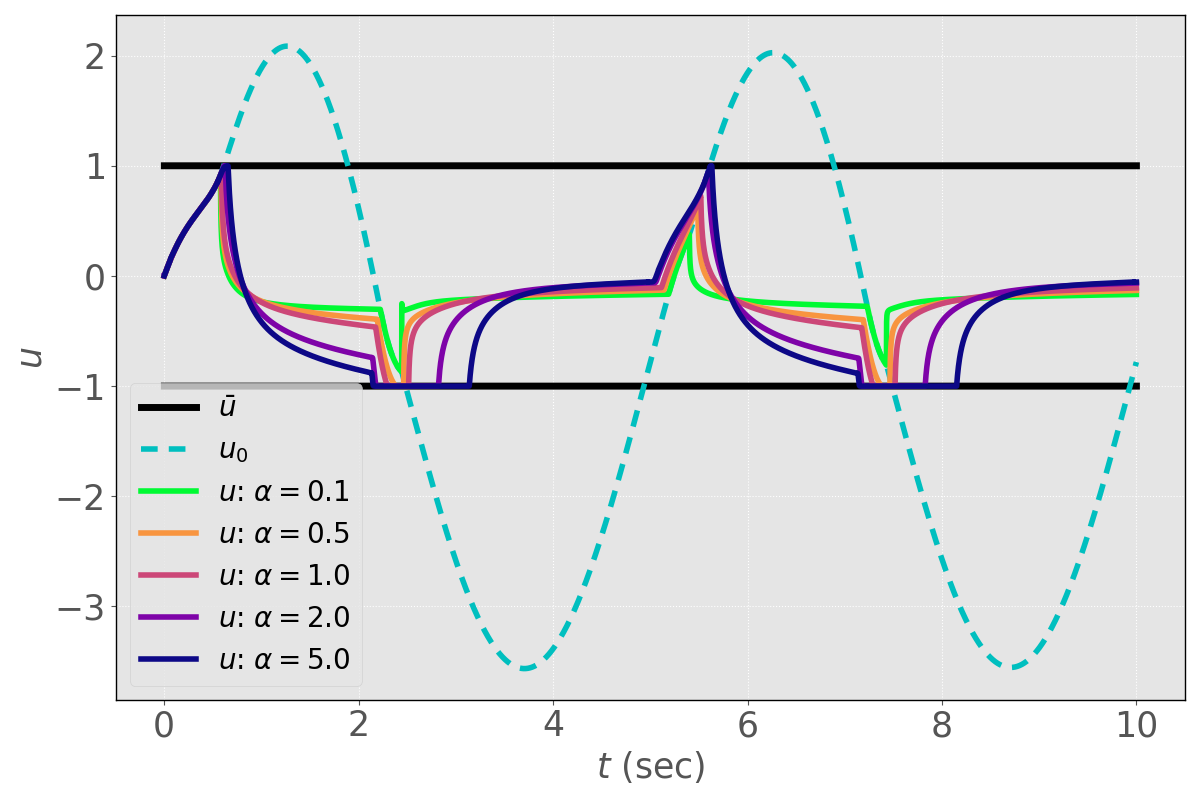 2
1
0
−1
−2
−3
u
ū
u₀
u: α = 0.1
u: α = 0.5
u: α = 1.0
u: α = 2.0
u: α = 5.0
0 2 4 6 8 10
t (sec)